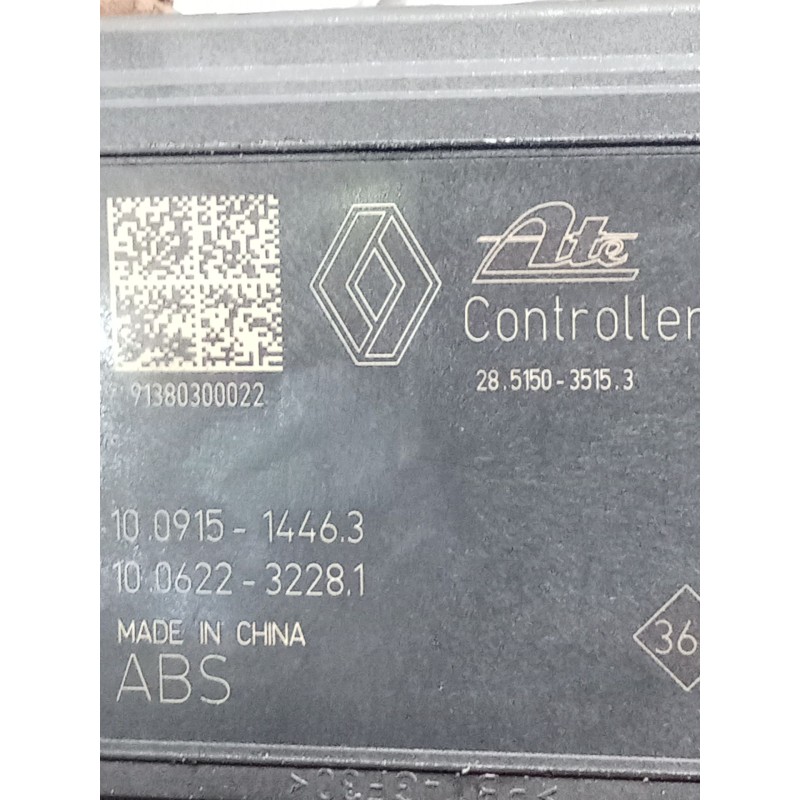 Ate
Controller
28.5150-3515.3
91380300022
10.0915-1446.3
10.0622-3228.1
MADE IN CHINA
36
ABS